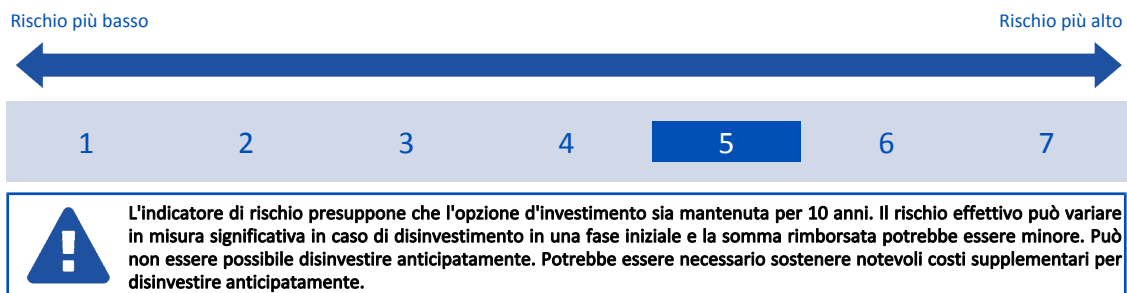 Rischio più basso Rischio più alto
1 2 3 4 5 6 7
L'indicatore di rischio presuppone che l'opzione d'investimento sia mantenuta per 10 anni. Il rischio effettivo può variare
in misura significativa in caso di disinvestimento in una fase iniziale e la somma rimborsata potrebbe essere minore. Può
non essere possibile disinvestire anticipatamente. Potrebbe essere necessario sostenere notevoli costi supplementari per
disinvestire anticipatamente.